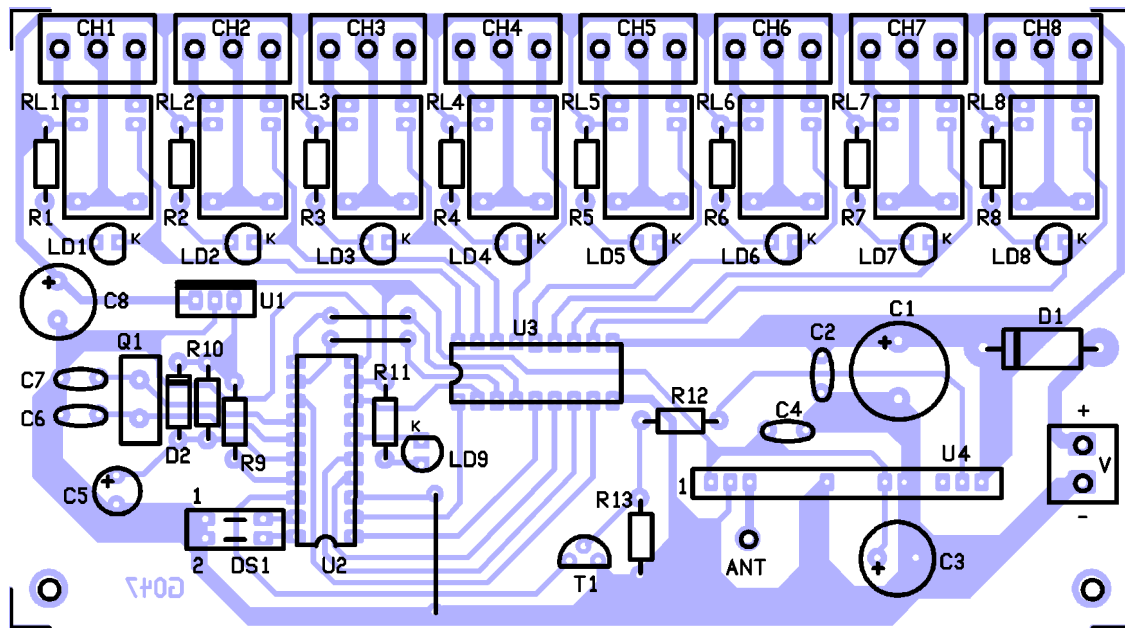 CH1 CH2 CH3 CH4 CH5 CH6 CH7 CH8
RL1 RL2 RL3 RL4 RL5 RL6 RL7 RL8
R1 R2 R3 R4 R5 R6 R7 R8
K K K K K K K K
LD1 LD2 LD3 LD4 LD5 LD6 LD7 LD8
+ C8 U1 U3 C1 D1
Q1 R10 C2 +
C7 R11 R12 +
C6 K C4
D2 R9 LD9 U4 V
+ C5 1 R13 1 -
2 DS1 U2 T1 ANT + C3
G047